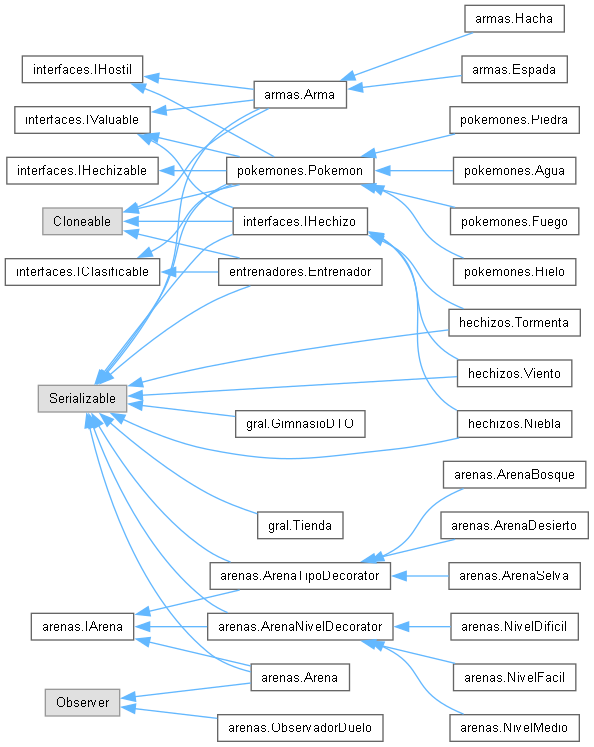 armas.Hacha
interfaces.IHostil
armas.Espada
armas.Arma
interfaces.IValuable
pokemones.Piedra
interfaces.IHechizable
pokemones.Pokemon
pokemones.Agua
Cloneable
interfaces.IHechizo
pokemones.Fuego
interfaces.IClasificable
entrenadores.Entrenador
pokemones.Hielo
hechizos.Tormenta
hechizos.Viento
Serializable
gral.GimnasioDTO
hechizos.Niebla
arenas.ArenaBosque
gral.Tienda
arenas.ArenaDesierto
arenas.ArenaTipoDecorator
arenas.ArenaSelva
arenas.IArena
arenas.ArenaNivelDecorator
arenas.NivelDificil
arenas.Arena
arenas.NivelFacil
Observer
arenas.ObservadorDuelo
arenas.NivelMedio